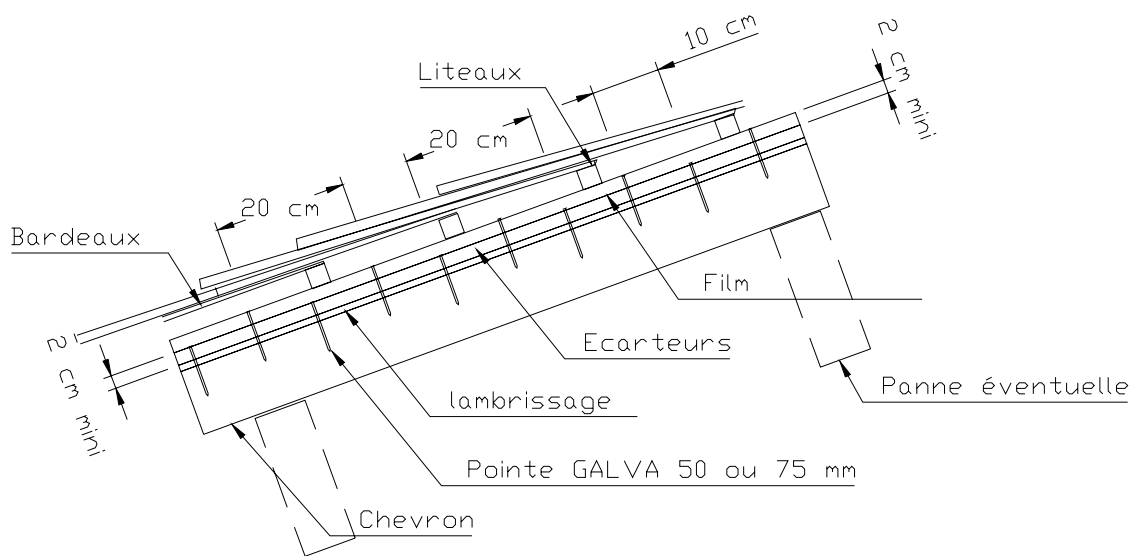 10 cm
2 cm mini
Liteaux
20 cm
20 cm
Bardeaux
Film
Ecarteurs
2 cm mini
Panne éventuelle
lambrissage
Pointe GALVA 50 ou 75 mm
Chevron